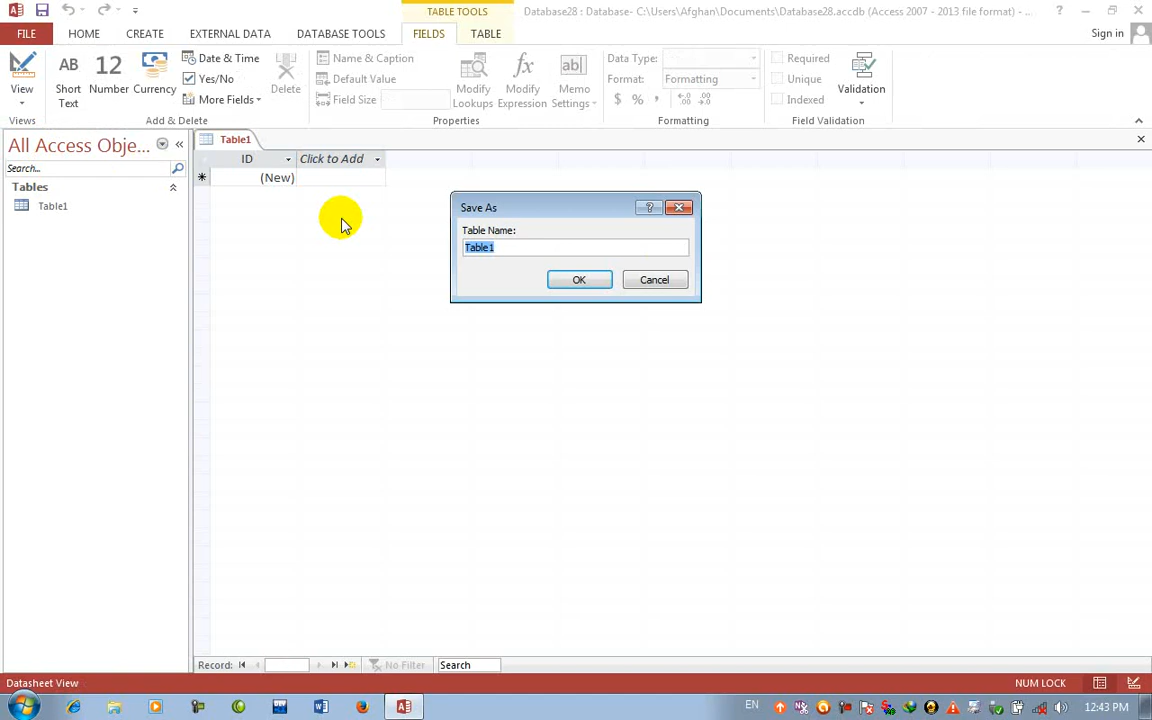 TABLE TOOLS
Database28 : Database- C:\Users\Afghan\Documents\Database28.accdb (Access 2007 - 2013 file format) - ...
FILE HOME CREATE EXTERNAL DATA DATABASE TOOLS FIELDS TABLE Sign in
View
AB Short Text
12 Number
Currency
Date & Time
Yes/No
More Fields
Delete
Name & Caption
Default Value
Field Size
Modify Lookups
fx Modify Expression
ab Memo Settings
Data Type:
Format: Formatting
$ % ,
Required
Unique
Indexed
Validation
Views Add & Delete Properties Formatting Field Validation
All Access Obje...
Search...
Tables
Table1
Table1
ID Click to Add
(New)
Save As
Table Name:
Table1
OK Cancel
Record: No Filter Search
Datasheet View NUM LOCK
EN 12:43 PM